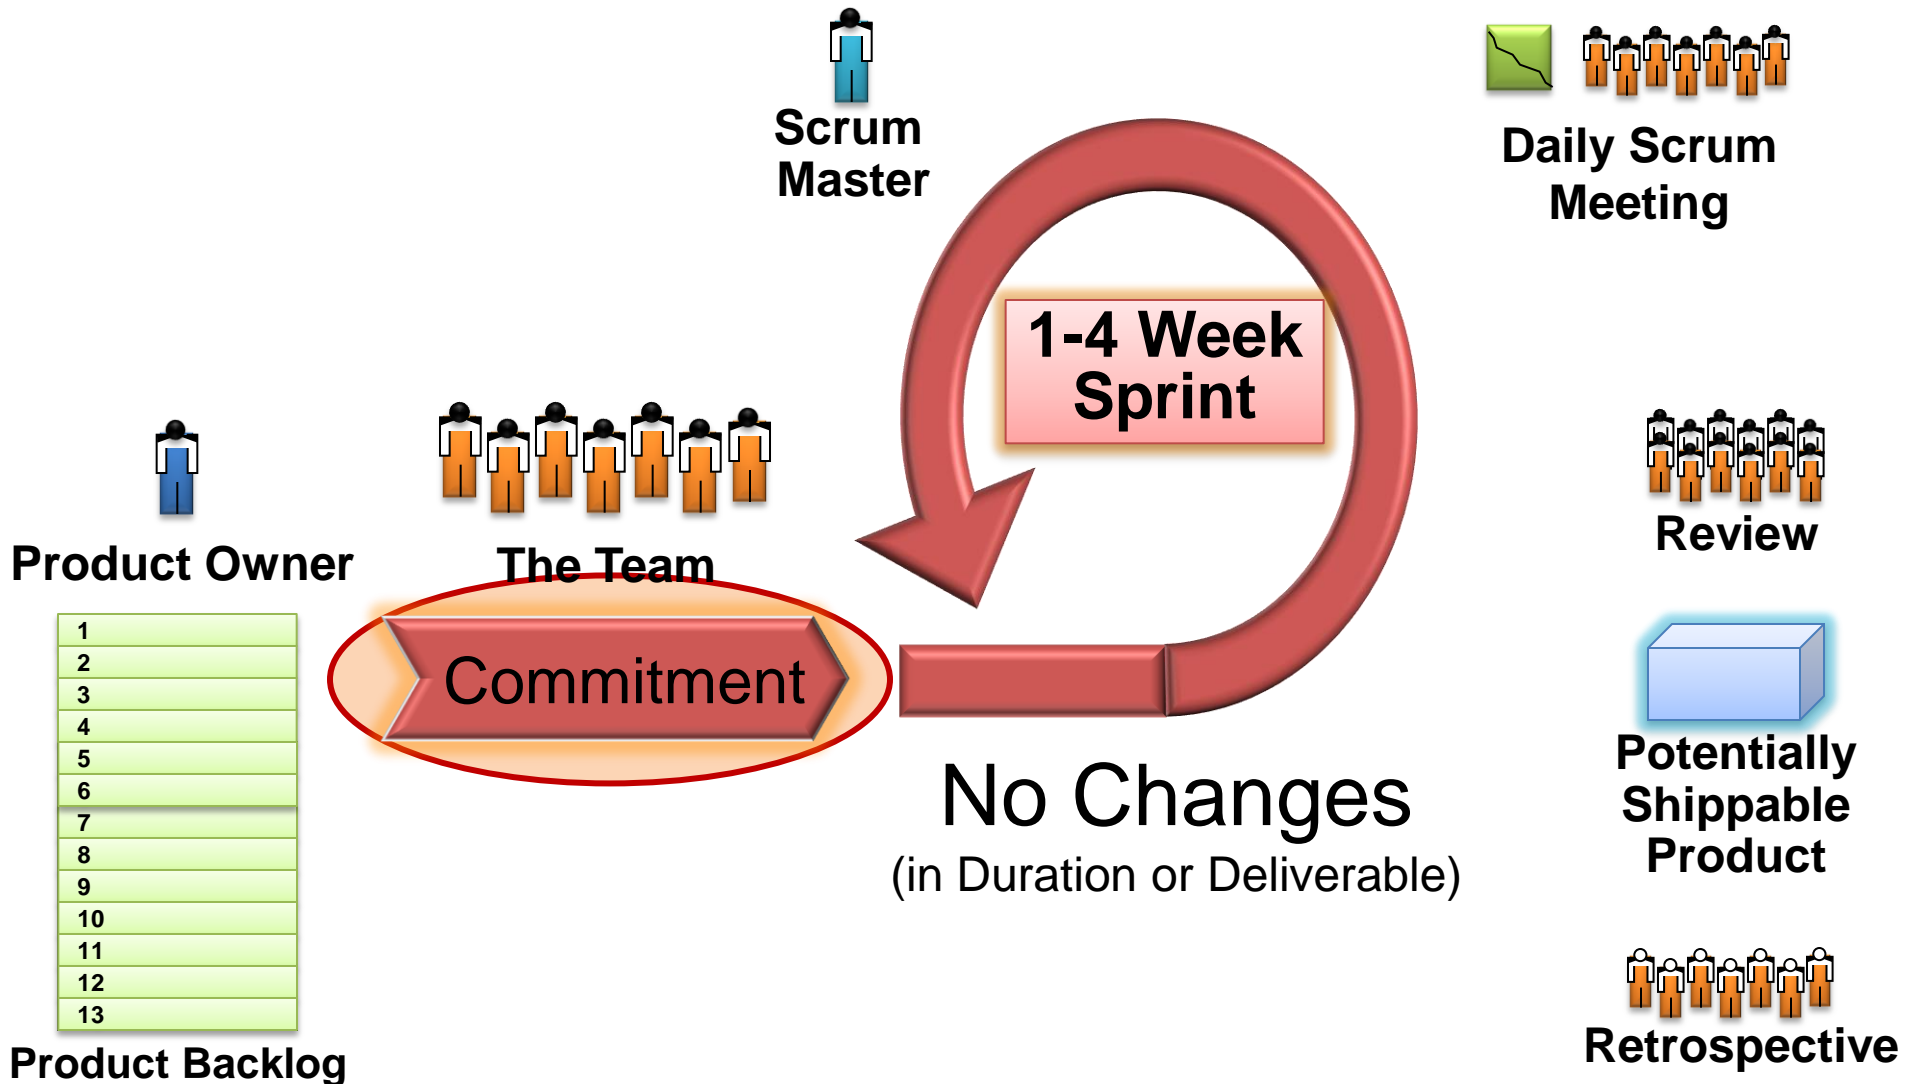 Scrum
Master
Daily Scrum
Meeting
1-4 Week
Sprint
Product Owner
The Team
Review
1
2
3
4
5
6
7
8
9
10
11
12
13
Commitment
No Changes
(in Duration or Deliverable)
Potentially
Shippable
Product
Product Backlog
Retrospective